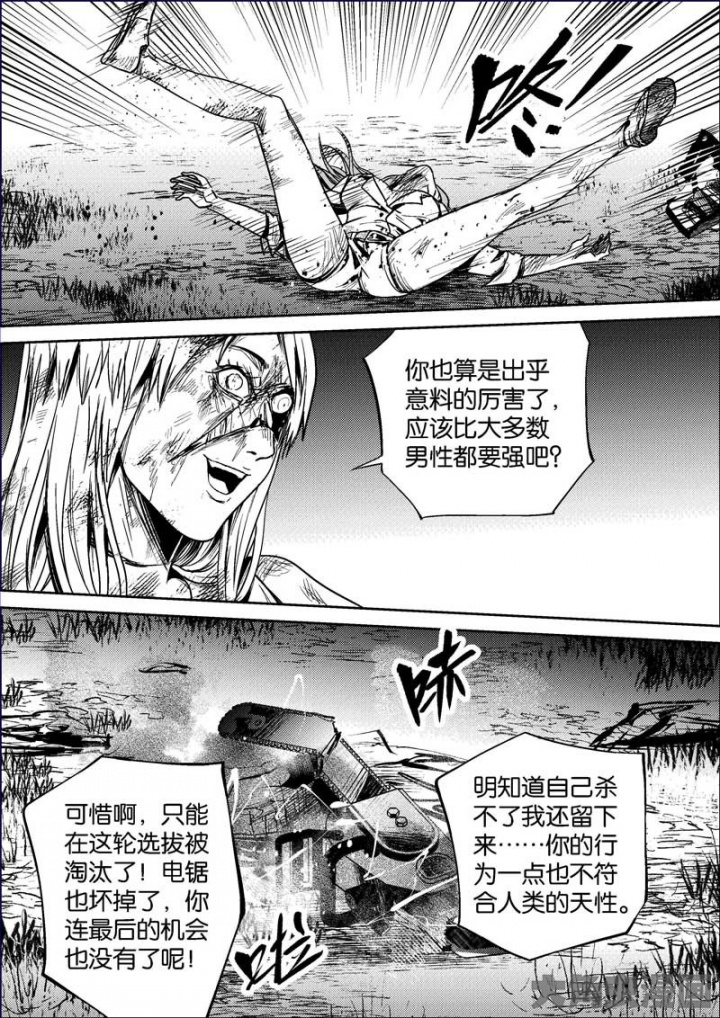 咚!
你也算是出乎
意料的厉害了，
应该比大多数
男性都要强吧？
哧
明知道自己杀
不了我还留下
来……你的行
为一点也不符
合人类的天性。
可惜啊，只能
在这轮选拔被
淘汰了！电锯
也坏掉了，你
连最后的机会
也没有了呢！
啦